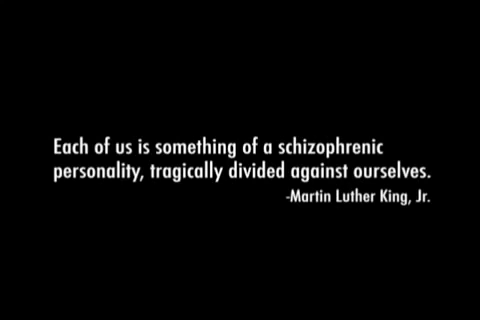 Each of us is something of a schizophrenic
personality, tragically divided against ourselves.
-Martin Luther King, Jr.